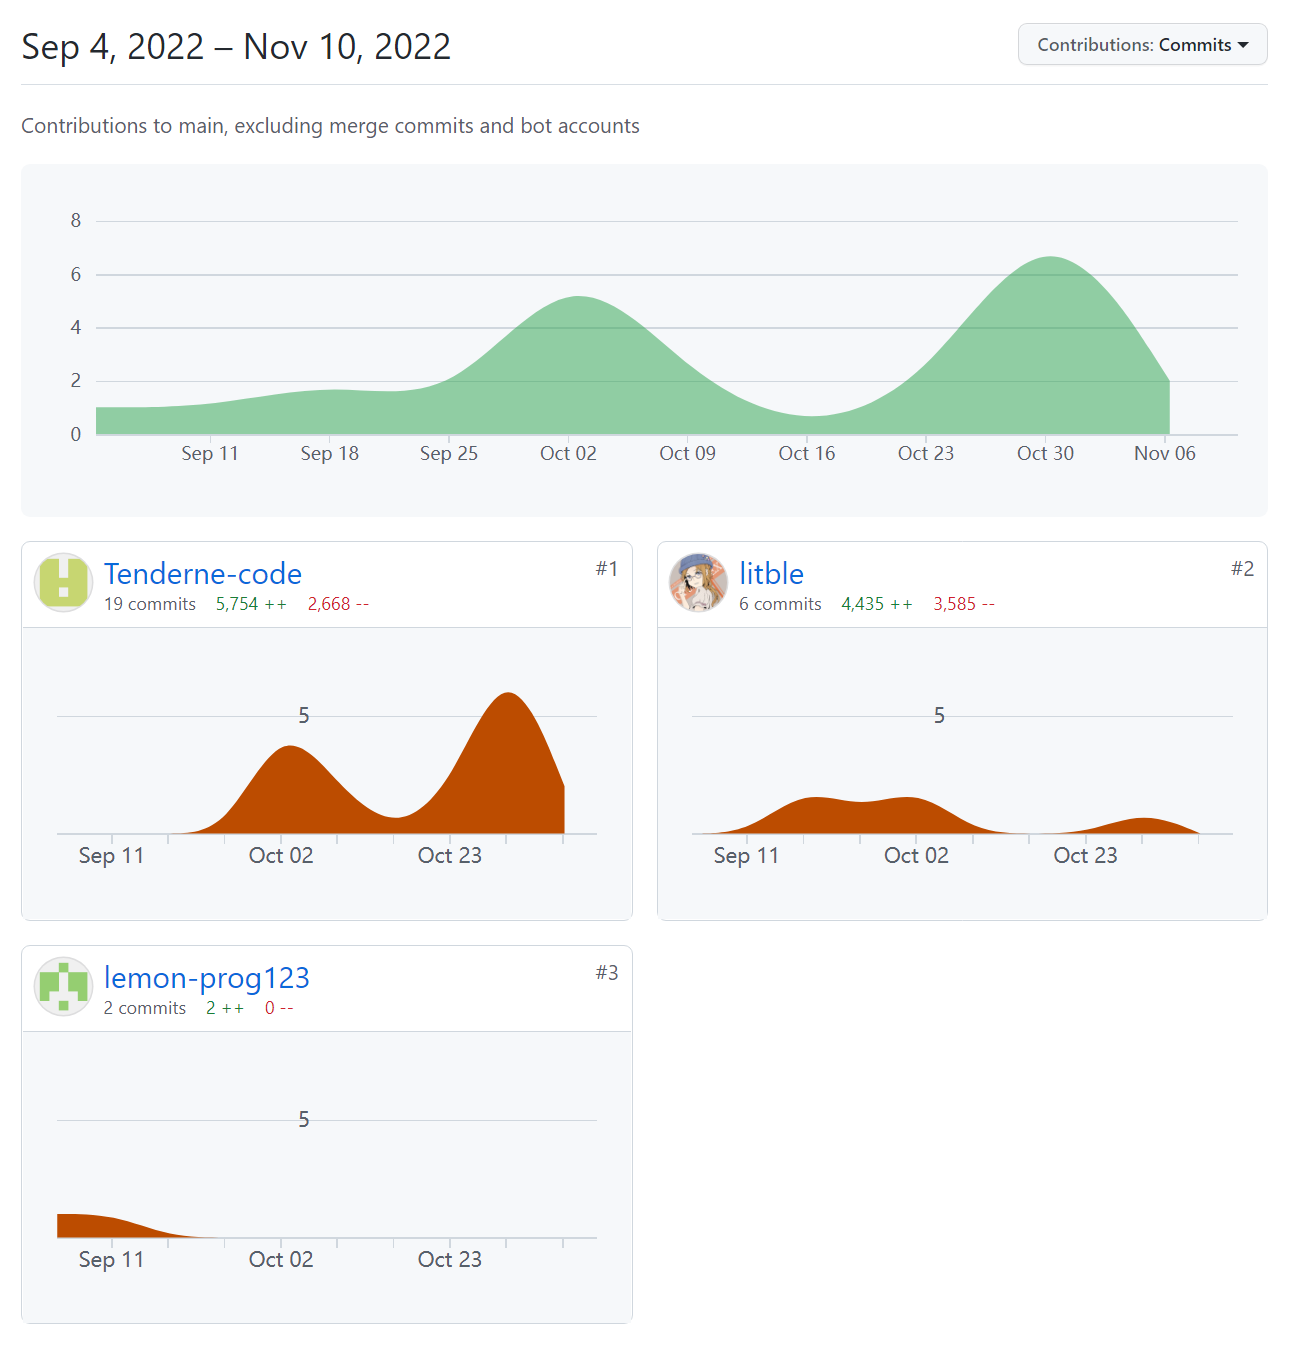 Sep 4, 2022 – Nov 10, 2022
Contributions: Commits
Contributions to main, excluding merge commits and bot accounts
8
6
4
2
0
Sep 11 Sep 18 Sep 25 Oct 02 Oct 09 Oct 16 Oct 23 Oct 30 Nov 06
Tenderne-code #1
19 commits 5,754 ++ 2,668 --
5
Sep 11 Oct 02 Oct 23
litble #2
6 commits 4,435 ++ 3,585 --
5
Sep 11 Oct 02 Oct 23
lemon-prog123 #3
2 commits 2 ++ 0 --
5
Sep 11 Oct 02 Oct 23